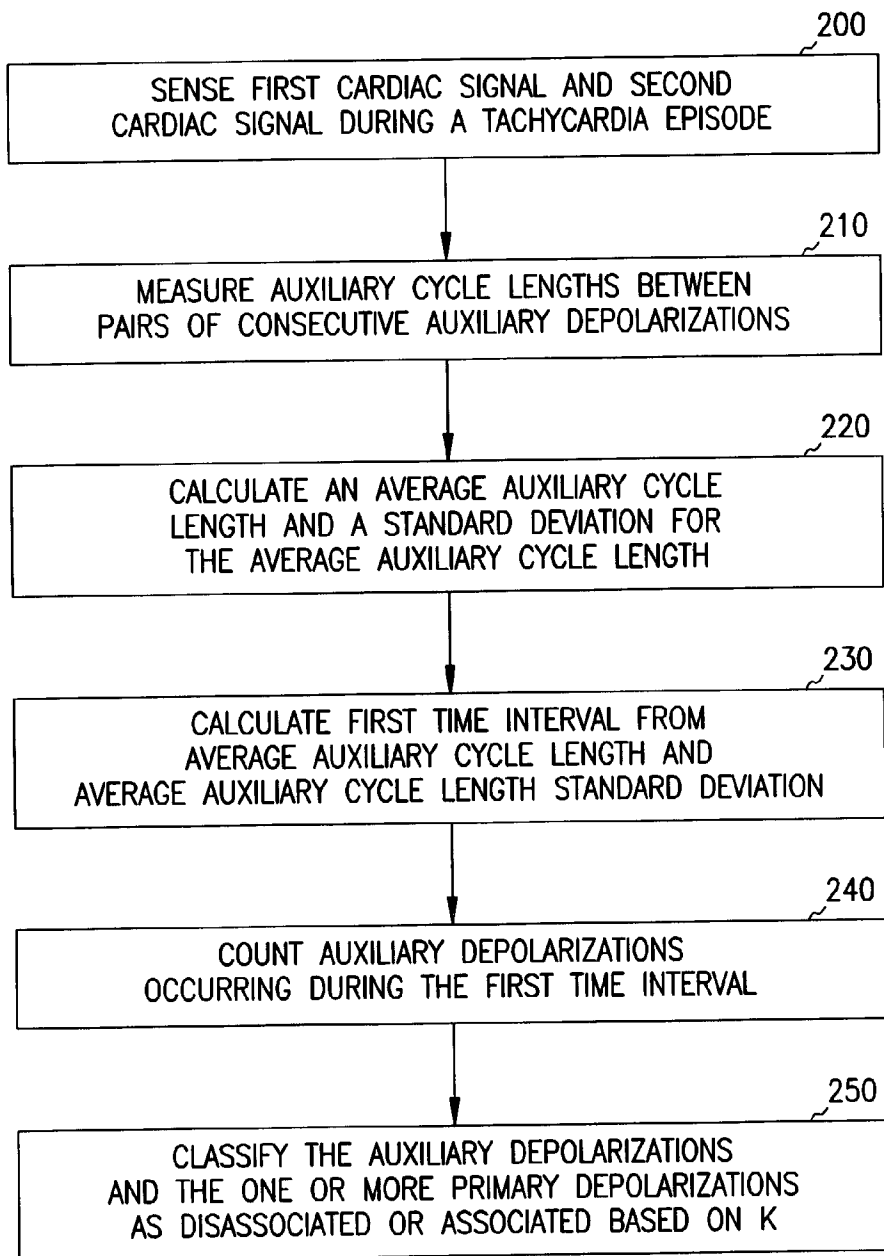 200
SENSE FIRST CARDIAC SIGNAL AND SECOND
CARDIAC SIGNAL DURING A TACHYCARDIA EPISODE
210
MEASURE AUXILIARY CYCLE LENGTHS BETWEEN
PAIRS OF CONSECUTIVE AUXILIARY DEPOLARIZATIONS
220
CALCULATE AN AVERAGE AUXILIARY CYCLE
LENGTH AND A STANDARD DEVIATION FOR
THE AVERAGE AUXILIARY CYCLE LENGTH
230
CALCULATE FIRST TIME INTERVAL FROM
AVERAGE AUXILIARY CYCLE LENGTH AND
AVERAGE AUXILIARY CYCLE LENGTH STANDARD DEVIATION
240
COUNT AUXILIARY DEPOLARIZATIONS
OCCURRING DURING THE FIRST TIME INTERVAL
250
CLASSIFY THE AUXILIARY DEPOLARIZATIONS
AND THE ONE OR MORE PRIMARY DEPOLARIZATIONS
AS DISASSOCIATED OR ASSOCIATED BASED ON K